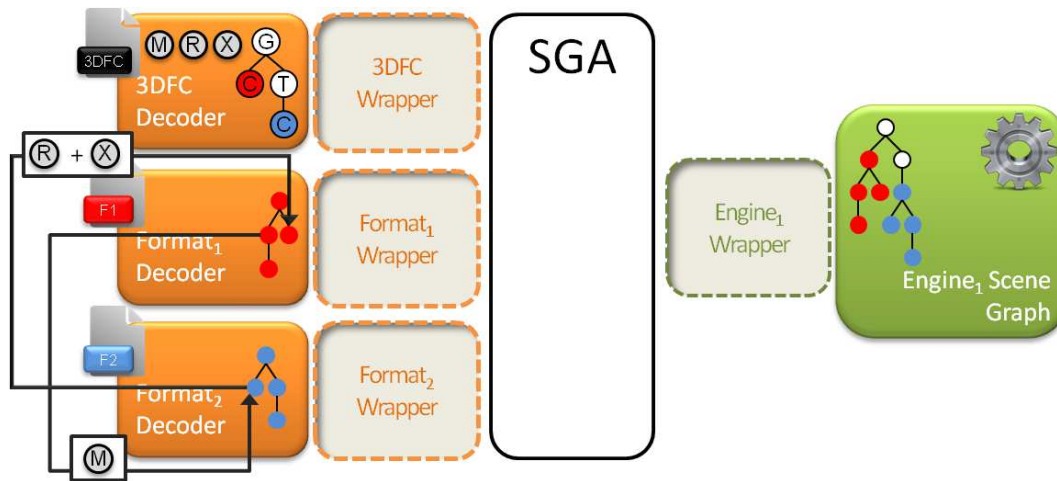 M R X G
3DFC
C T
C
3DFC
Decoder
3DFC
Wrapper
SGA
R + X
F1
Format₁
Decoder
Format₁
Wrapper
Engine₁
Wrapper
Engine₁ Scene
Graph
F2
Format₂
Decoder
Format₂
Wrapper
M